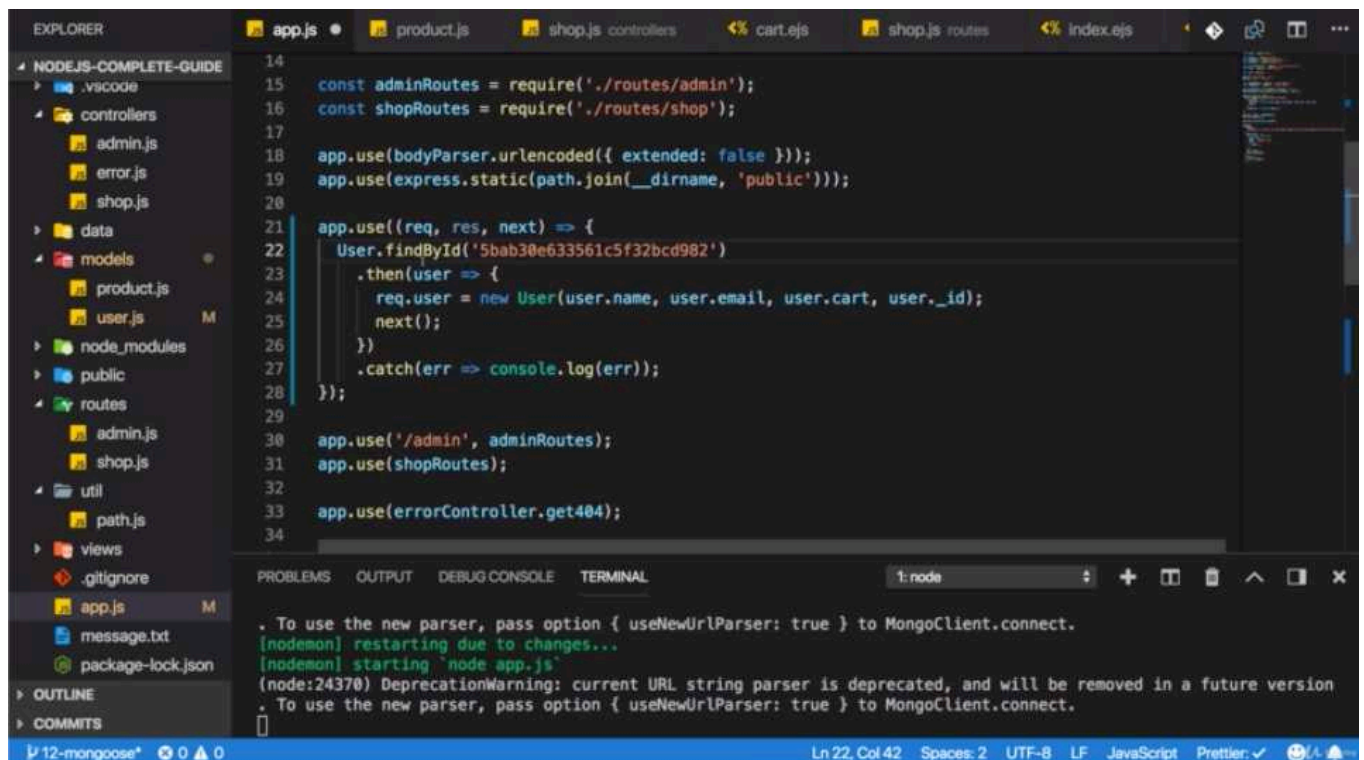 EXPLORER
NODEJS-COMPLETE-GUIDE
.vscode
controllers
admin.js
error.js
shop.js
data
models
product.js
user.js M
node_modules
public
routes
admin.js
shop.js
util
path.js
views
.gitignore
app.js M
message.txt
package-lock.json
OUTLINE
COMMITS
app.js product.js shop.js controllers cart.ejs shop.js routes index.ejs
14
15 const adminRoutes = require('./routes/admin');
16 const shopRoutes = require('./routes/shop');
17
18 app.use(bodyParser.urlencoded({ extended: false }));
19 app.use(express.static(path.join(__dirname, 'public')));
20
21 app.use((req, res, next) => {
22 User.findById('5bab30e633561c5f32bcd982')
23 .then(user => {
24 req.user = new User(user.name, user.email, user.cart, user._id);
25 next();
26 })
27 .catch(err => console.log(err));
28 });
29
30 app.use('/admin', adminRoutes);
31 app.use(shopRoutes);
32
33 app.use(errorController.get404);
34
PROBLEMS OUTPUT DEBUG CONSOLE TERMINAL 1: node
. To use the new parser, pass option { useNewUrlParser: true } to MongoClient.connect.
[nodemon] restarting due to changes...
[nodemon] starting `node app.js`
(node:24370) DeprecationWarning: current URL string parser is deprecated, and will be removed in a future version
. To use the new parser, pass option { useNewUrlParser: true } to MongoClient.connect.
12-mongoose* 0 0 Ln 22, Col 42 Spaces: 2 UTF-8 LF JavaScript Prettier: ✓